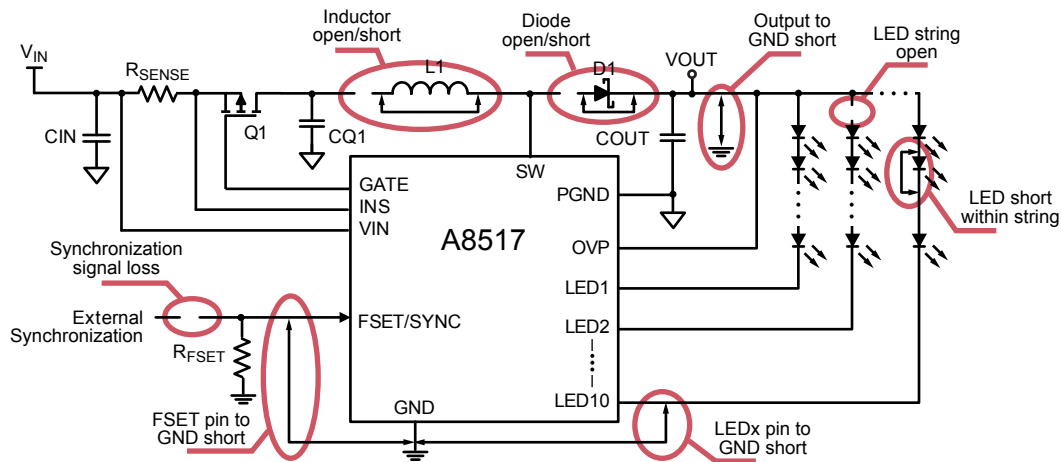 Inductor
open/short
Diode
open/short
Output to
GND short
LED string
open
VIN
RSENSE
L1
D1
VOUT
CIN
Q1
CQ1
COUT
SW
GATE
INS
VIN
PGND
A8517
OVP
LED short
within string
Synchronization
signal loss
LED1
External
Synchronization
FSET/SYNC
LED2
RFSET
LED10
GND
FSET pin to
GND short
LEDx pin to
GND short